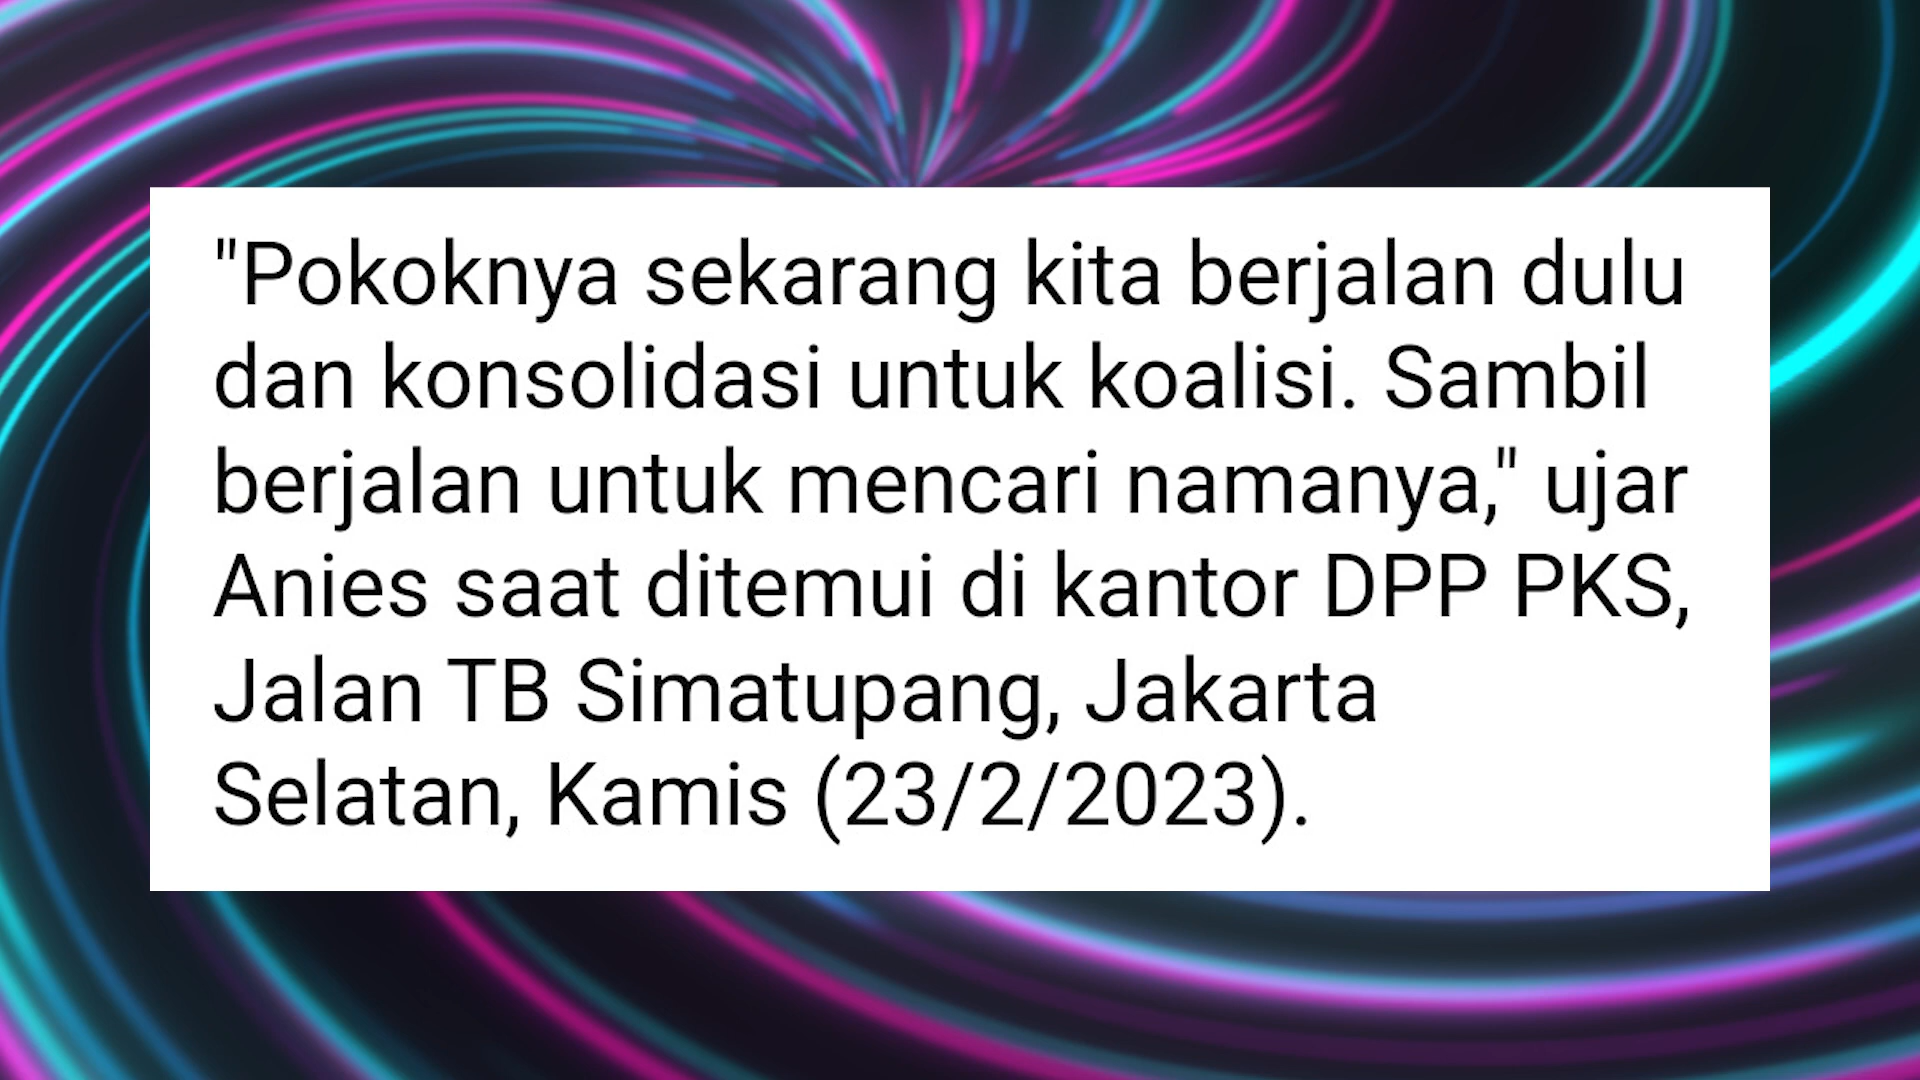 "Pokoknya sekarang kita berjalan dulu
dan konsolidasi untuk koalisi. Sambil
berjalan untuk mencari namanya," ujar
Anies saat ditemui di kantor DPP PKS,
Jalan TB Simatupang, Jakarta
Selatan, Kamis (23/2/2023).